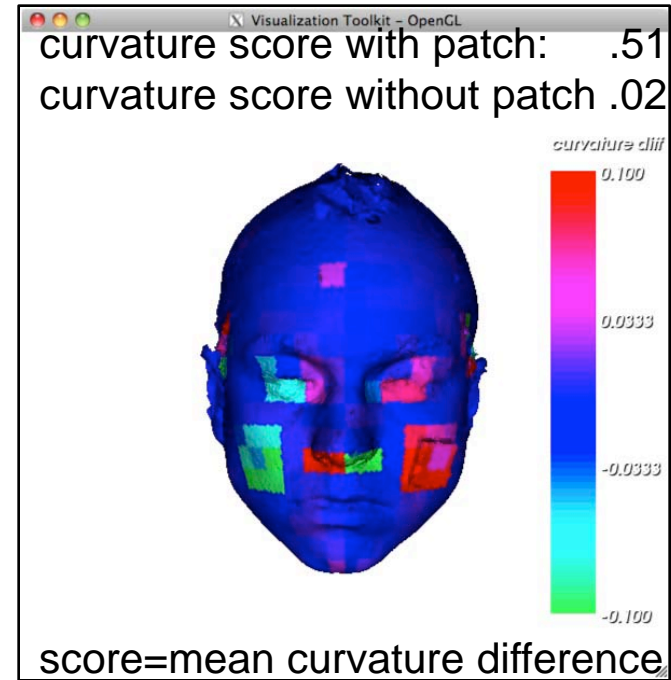 Visualization Toolkit - OpenGL
curvature score with patch: .51
curvature score without patch .02
curvature diff
0.100
0.0333
-0.0333
-0.100
score=mean curvature difference